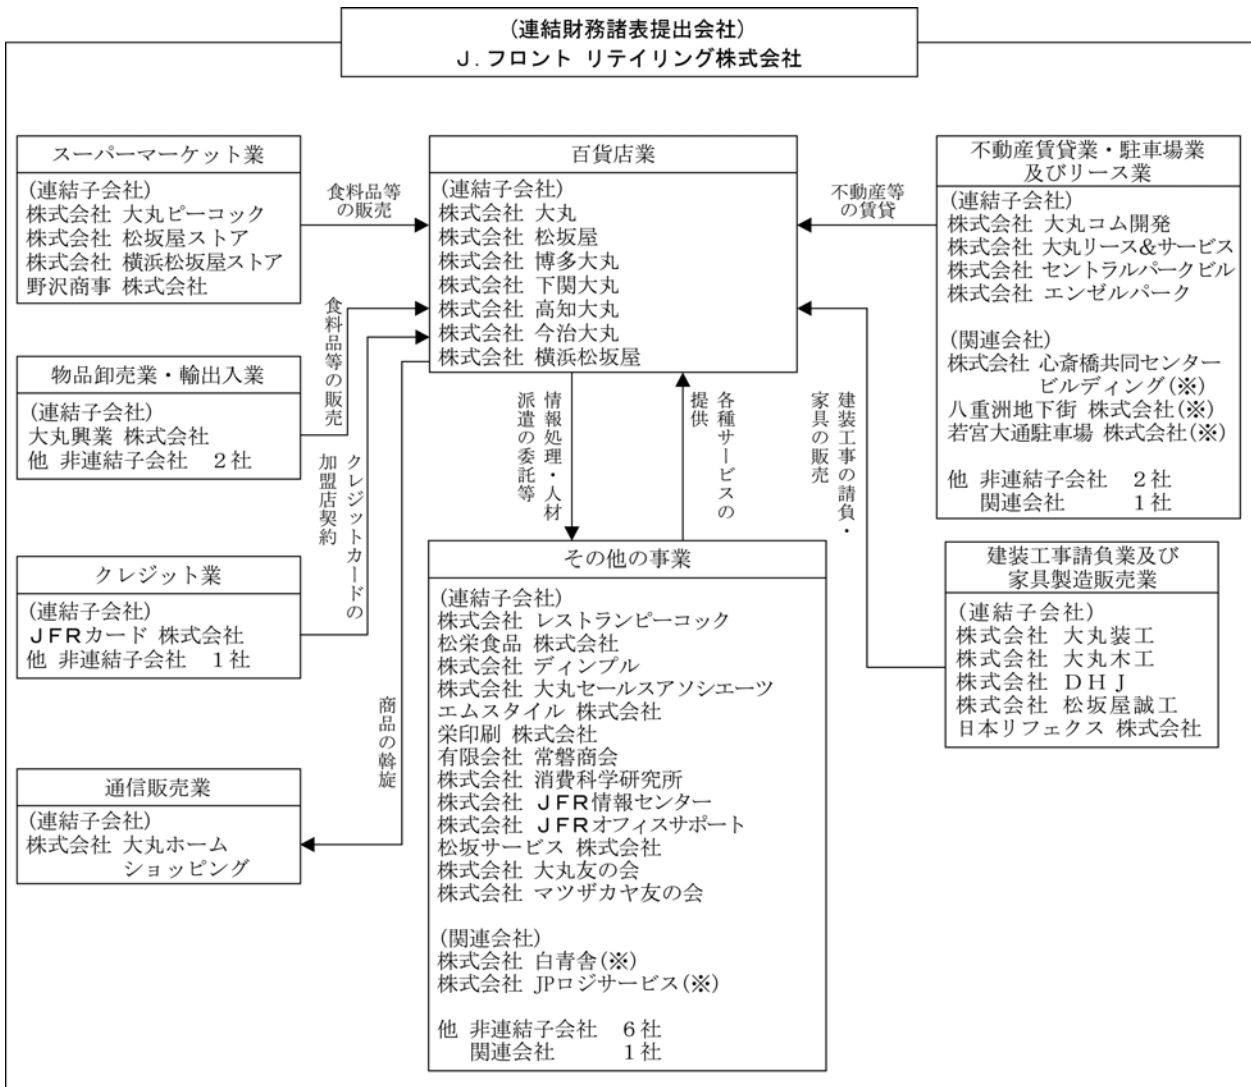 (連結財務諸表提出会社)
J.フロント リテイリング株式会社
スーパーマーケット業
(連結子会社)
株式会社 大丸ピーコック
株式会社 松坂屋ストア
株式会社 横浜松坂屋ストア
野沢商事 株式会社
食料品等
の販売
物品卸売業・輸出入業
(連結子会社)
大丸興業 株式会社
他 非連結子会社 2社
食料品等の販売
クレジット業
(連結子会社)
JFRカード 株式会社
他 非連結子会社 1社
クレジットカードの
加盟店契約
通信販売業
(連結子会社)
株式会社 大丸ホーム
ショッピング
商品の斡旋
百貨店業
(連結子会社)
株式会社 大丸
株式会社 松坂屋
株式会社 博多大丸
株式会社 下関大丸
株式会社 高知大丸
株式会社 今治大丸
株式会社 横浜松坂屋
情報処理・人材
派遣の委託等
各種サービスの
提供
その他の事業
(連結子会社)
株式会社 レストランピーコック
松栄食品 株式会社
株式会社 ディンプル
株式会社 大丸セールスアソシエーツ
エムスタイル 株式会社
栄印刷 株式会社
有限会社 常磐商会
株式会社 消費科学研究所
株式会社 JFR情報センター
株式会社 JFRオフィスサポート
松坂サービス 株式会社
株式会社 大丸友の会
株式会社 マツザカヤ友の会
(関連会社)
株式会社 白青舎(※)
株式会社 JPロジサービス(※)
他 非連結子会社 6社
関連会社 1社
不動産等
の賃貸
不動産賃貸業・駐車場業
及びリース業
(連結子会社)
株式会社 大丸コム開発
株式会社 大丸リース&サービス
株式会社 セントラルパークビル
株式会社 エンゼルパーク
(関連会社)
株式会社 心斎橋共同センター
ビルディング(※)
八重洲地下街 株式会社(※)
若宮大通駐車場 株式会社(※)
他 非連結子会社 2社
関連会社 1社
建装工事の請負・
家具の販売
建装工事請負業及び
家具製造販売業
(連結子会社)
株式会社 大丸装工
株式会社 大丸木工
株式会社 DHJ
株式会社 松坂屋誠工
日本リフェクス 株式会社